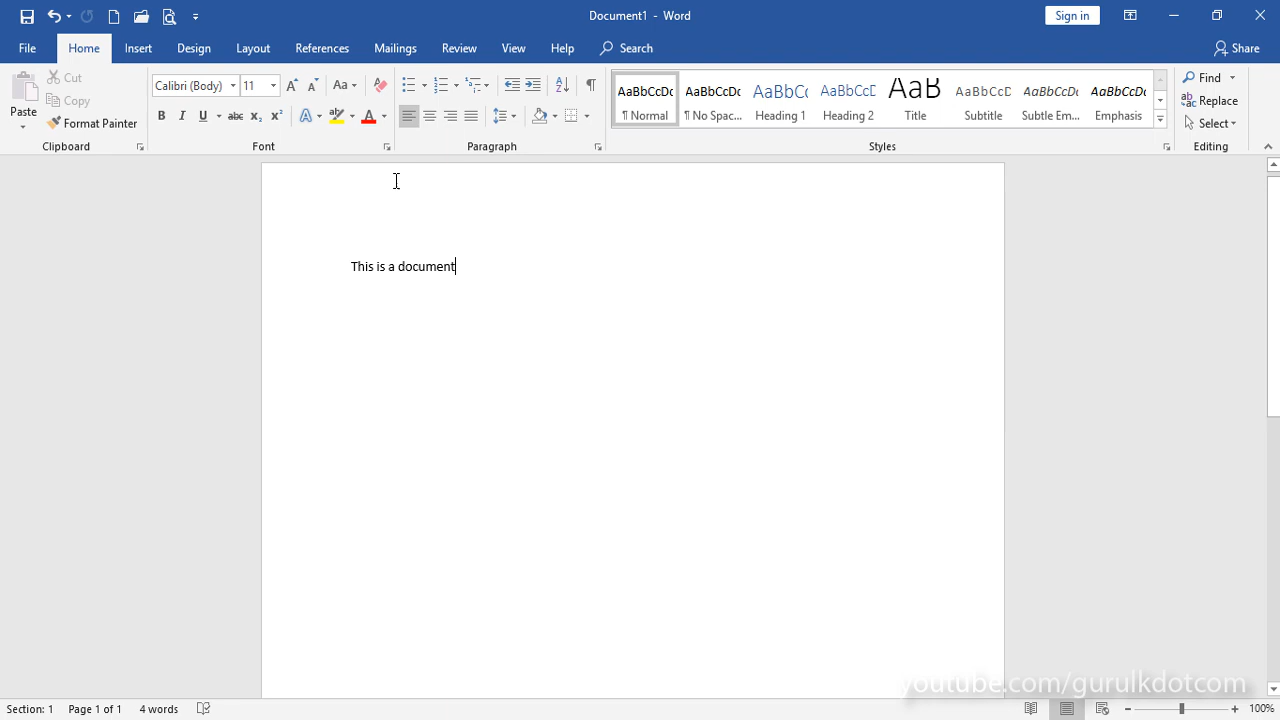 Document1 - Word
Sign in
File Home Insert Design Layout References Mailings Review View Help Search Share
Paste
Cut
Copy
Format Painter
Clipboard
Calibri (Body) 11
Font
Paragraph
AaBbCcDc AaBbCcDc AaBbCc AaBbCcD AaB AaBbCcD AaBbCcDc AaBbCcDc
¶ Normal ¶ No Spac... Heading 1 Heading 2 Title Subtitle Subtle Em... Emphasis
Styles
Find
Replace
Select
Editing
This is a document
youtube.com/gurulkdotcom
Section: 1 Page 1 of 1 4 words 100%